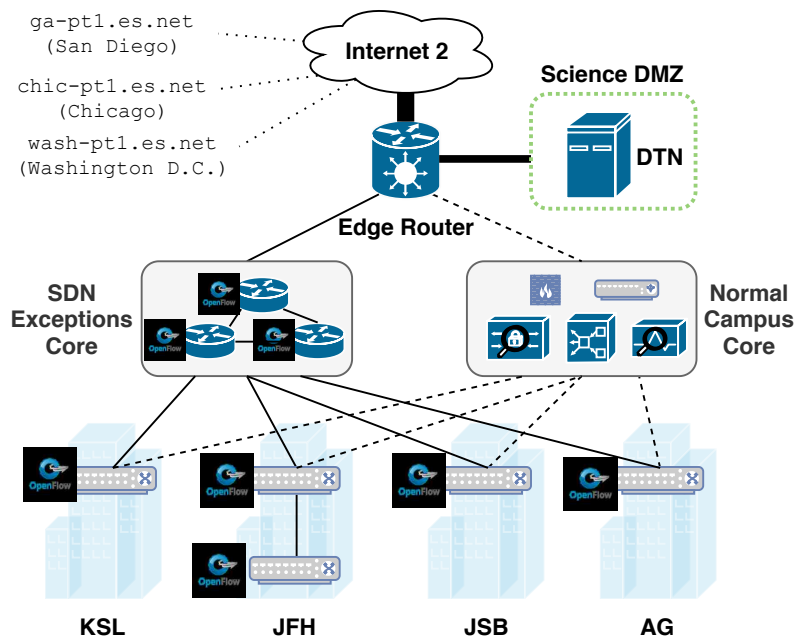 ga-pt1.es.net
(San Diego)
Internet 2
chic-pt1.es.net
(Chicago)
wash-pt1.es.net
(Washington D.C.)
Science DMZ
DTN
Edge Router
SDN
Exceptions
Core
OpenFlow
OpenFlow
OpenFlow
Normal
Campus
Core
OpenFlow
OpenFlow
OpenFlow
OpenFlow
OpenFlow
KSL
JFH
JSB
AG